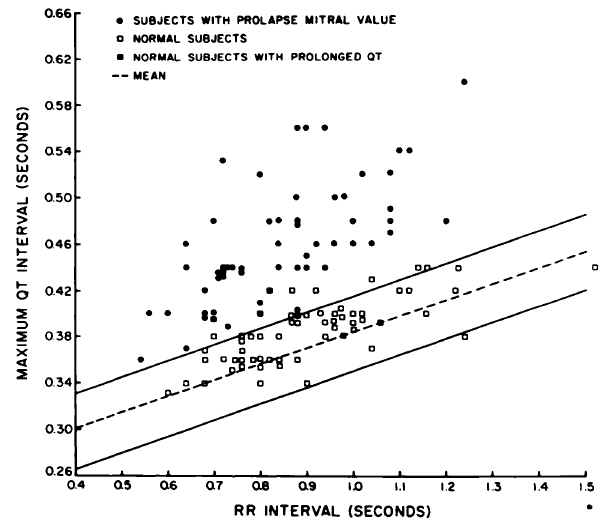 SUBJECTS WITH PROLAPSE MITRAL VALUE
NORMAL SUBJECTS
NORMAL SUBJECTS WITH PROLONGED QT
MEAN
MAXIMUM QT INTERVAL (SECONDS)
0.66
0.62
0.58
0.54
0.50
0.46
0.42
0.38
0.34
0.30
0.26
0.4 0.5 0.6 0.7 0.8 0.9 1.0 1.1 1.2 1.3 1.4 1.5
RR INTERVAL (SECONDS)